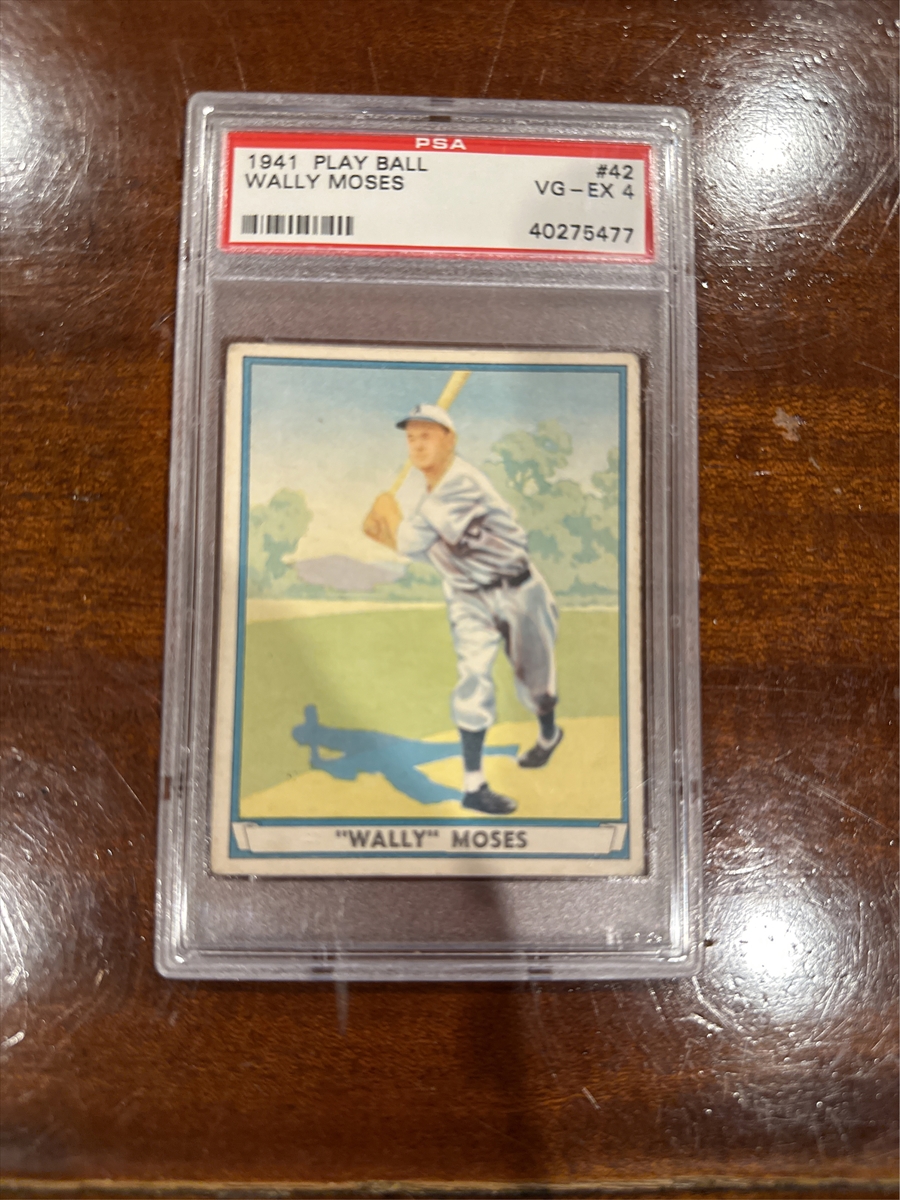 PSA
1941 PLAY BALL #42
WALLY MOSES VG-EX 4
40275477
"WALLY" MOSES